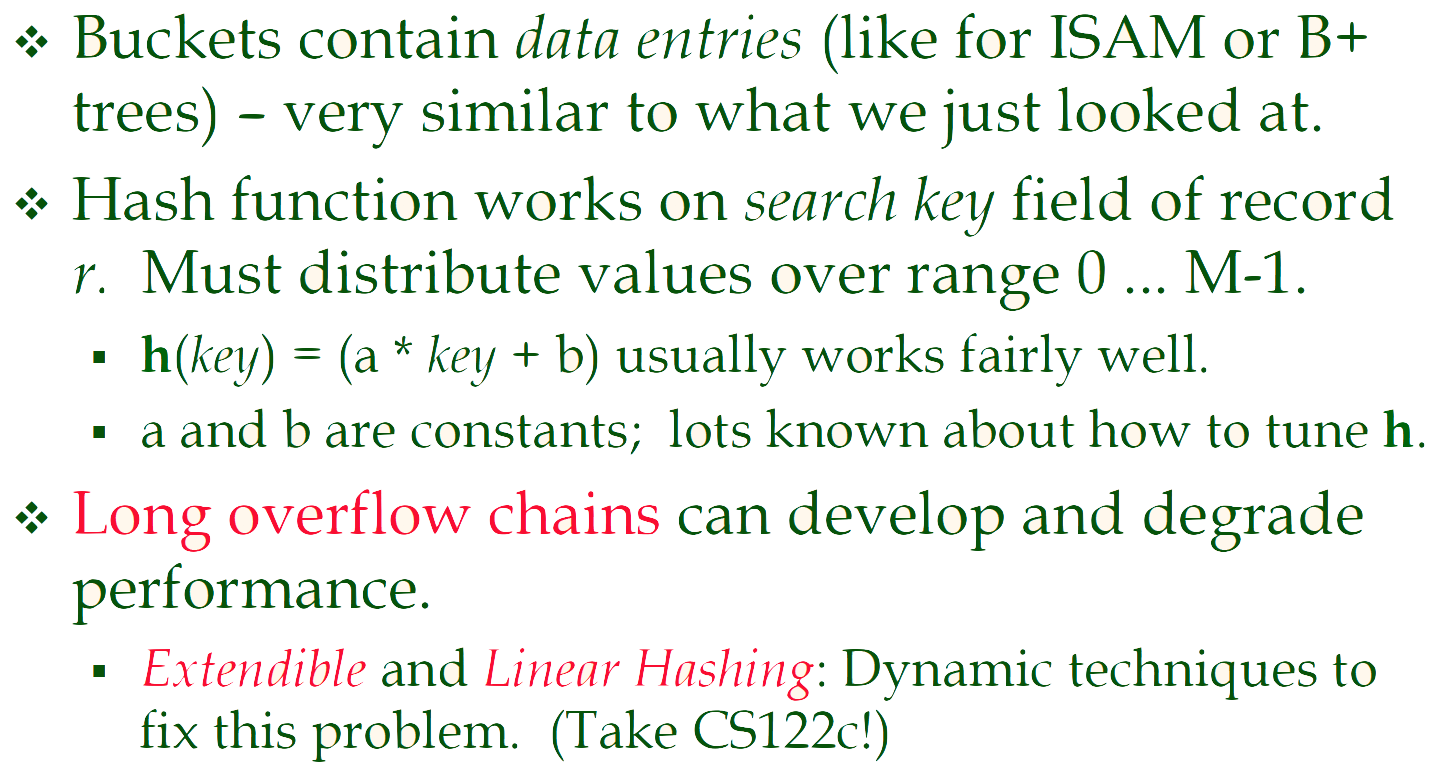 ❖ Buckets contain data entries (like for ISAM or B+
trees) – very similar to what we just looked at.
❖ Hash function works on search key field of record
r. Must distribute values over range 0 ... M-1.
▪ h(key) = (a * key + b) usually works fairly well.
▪ a and b are constants; lots known about how to tune h.
❖ Long overflow chains can develop and degrade
performance.
▪ Extendible and Linear Hashing: Dynamic techniques to
fix this problem. (Take CS122c!)